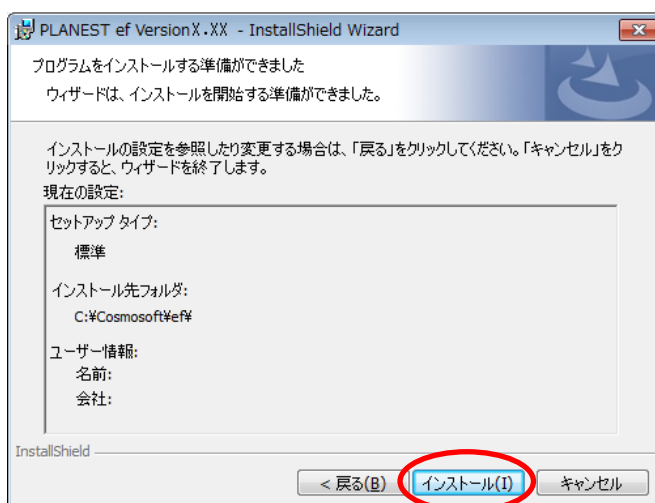 PLANEST ef VersionX.XX - InstallShield Wizard
プログラムをインストールする準備ができました
ウィザードは、インストールを開始する準備ができました。
インストールの設定を参照したり変更する場合は、「戻る」をクリックしてください。「キャンセル」をク
リックすると、ウィザードを終了します。
現在の設定:
セットアップ タイプ:
標準
インストール先フォルダ:
C:¥Cosmosoft¥ef¥
ユーザー情報:
名前:
会社:
InstallShield
< 戻る(B) インストール(I) キャンセル